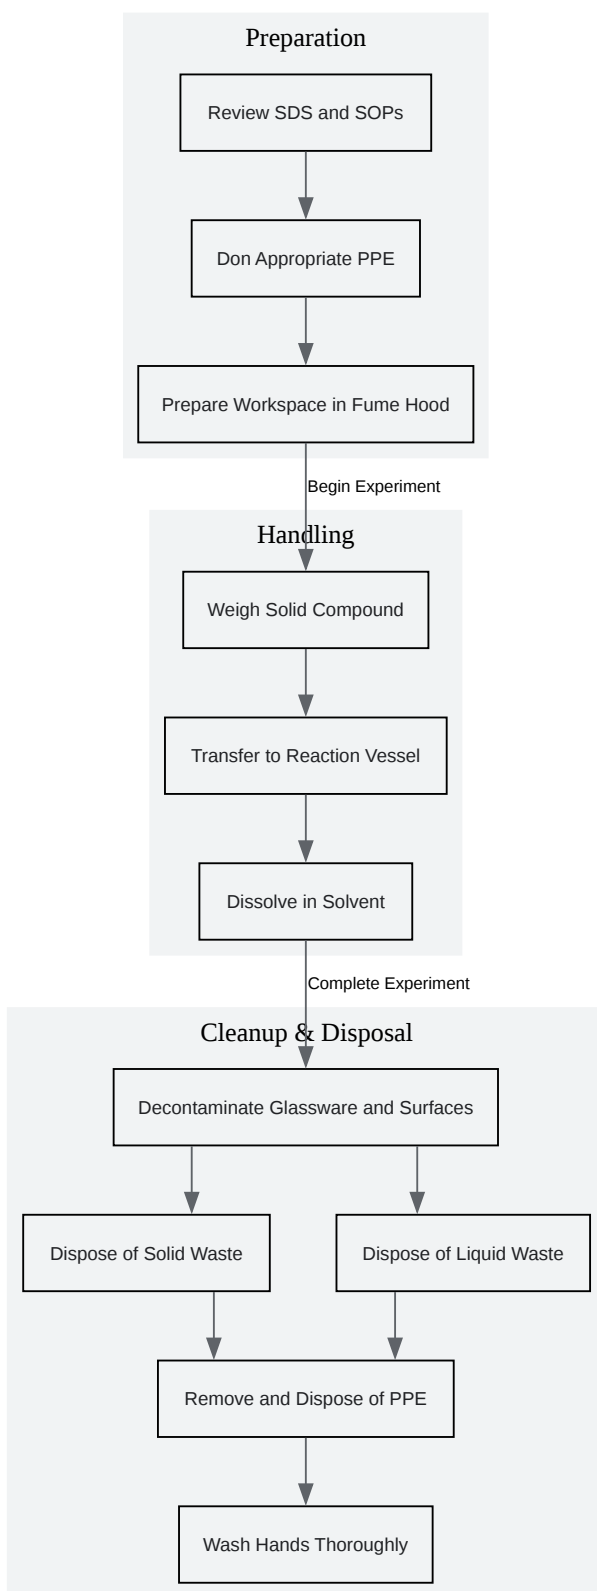 Preparation
Review SDS and SOPs
Don Appropriate PPE
Prepare Workspace in Fume Hood
Begin Experiment
Handling
Weigh Solid Compound
Transfer to Reaction Vessel
Dissolve in Solvent
Complete Experiment
Cleanup & Disposal
Decontaminate Glassware and Surfaces
Dispose of Solid Waste
Dispose of Liquid Waste
Remove and Dispose of PPE
Wash Hands Thoroughly